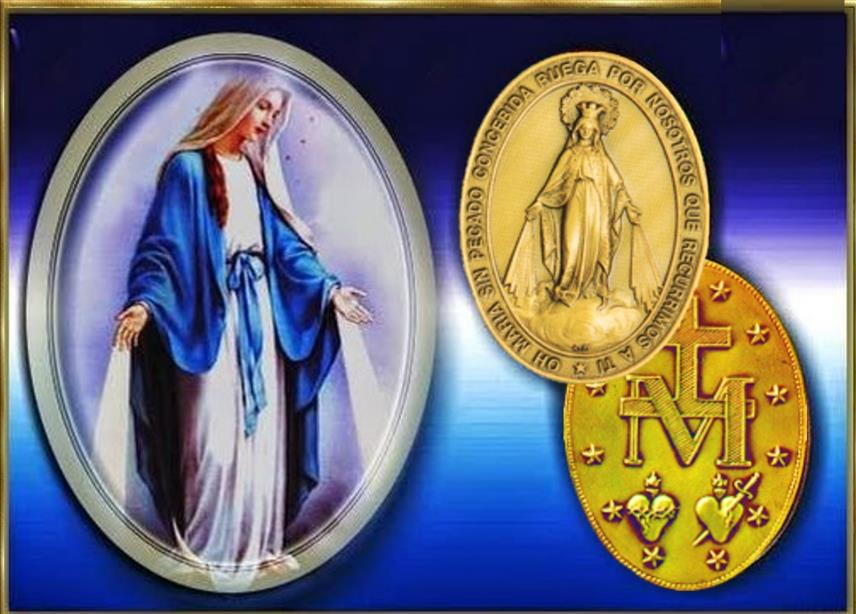 OH MARIA SIN PECADO CONCEBIDA RUEGA POR NOSOTROS QUE RECURRIMOS A TI
M